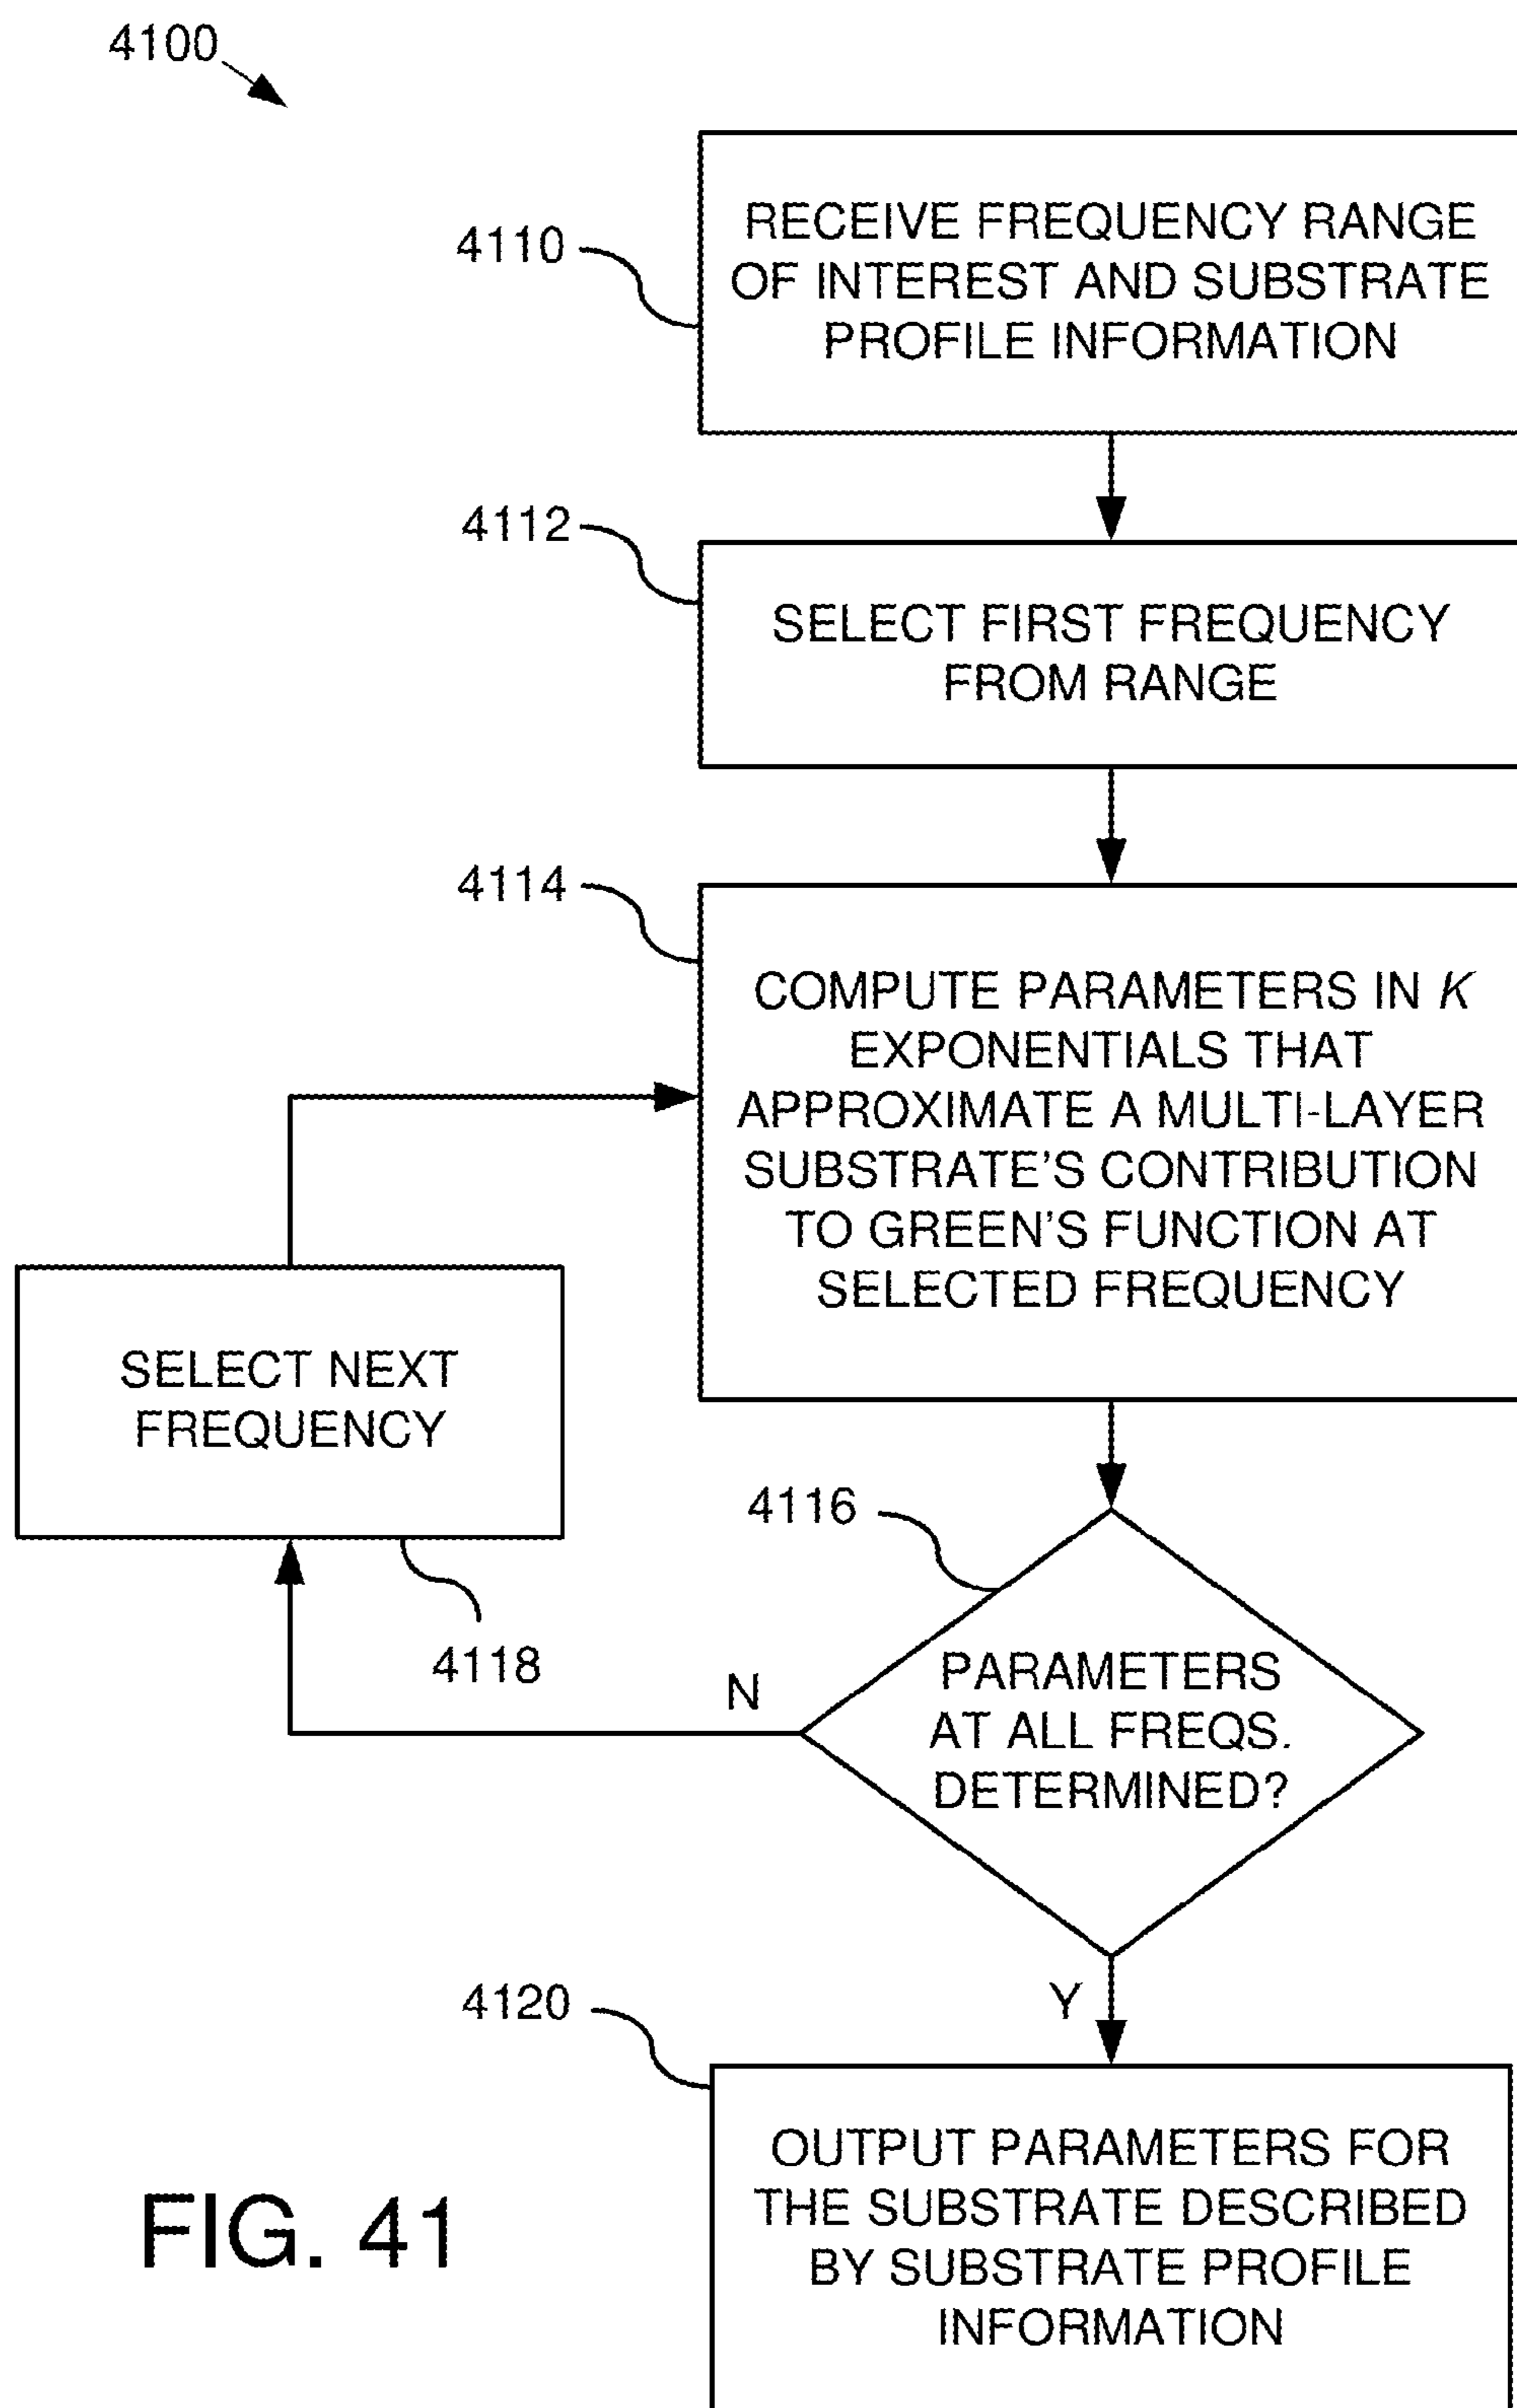 4100
4110
RECEIVE FREQUENCY RANGE
OF INTEREST AND SUBSTRATE
PROFILE INFORMATION
4112
SELECT FIRST FREQUENCY
FROM RANGE
4114
COMPUTE PARAMETERS IN K
EXPONENTIALS THAT
APPROXIMATE A MULTI-LAYER
SUBSTRATE'S CONTRIBUTION
TO GREEN'S FUNCTION AT
SELECTED FREQUENCY
SELECT NEXT
FREQUENCY
4118
4116
PARAMETERS
AT ALL FREQS.
DETERMINED?
N
Y
4120
OUTPUT PARAMETERS FOR
THE SUBSTRATE DESCRIBED
BY SUBSTRATE PROFILE
INFORMATION
FIG. 41